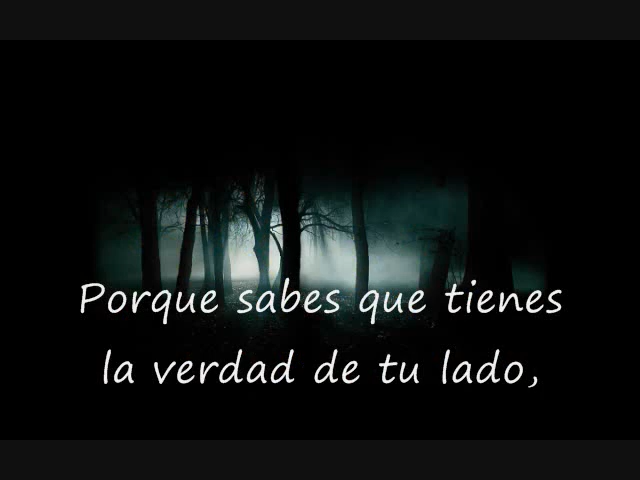 Porque sabes que tienes
la verdad de tu lado,